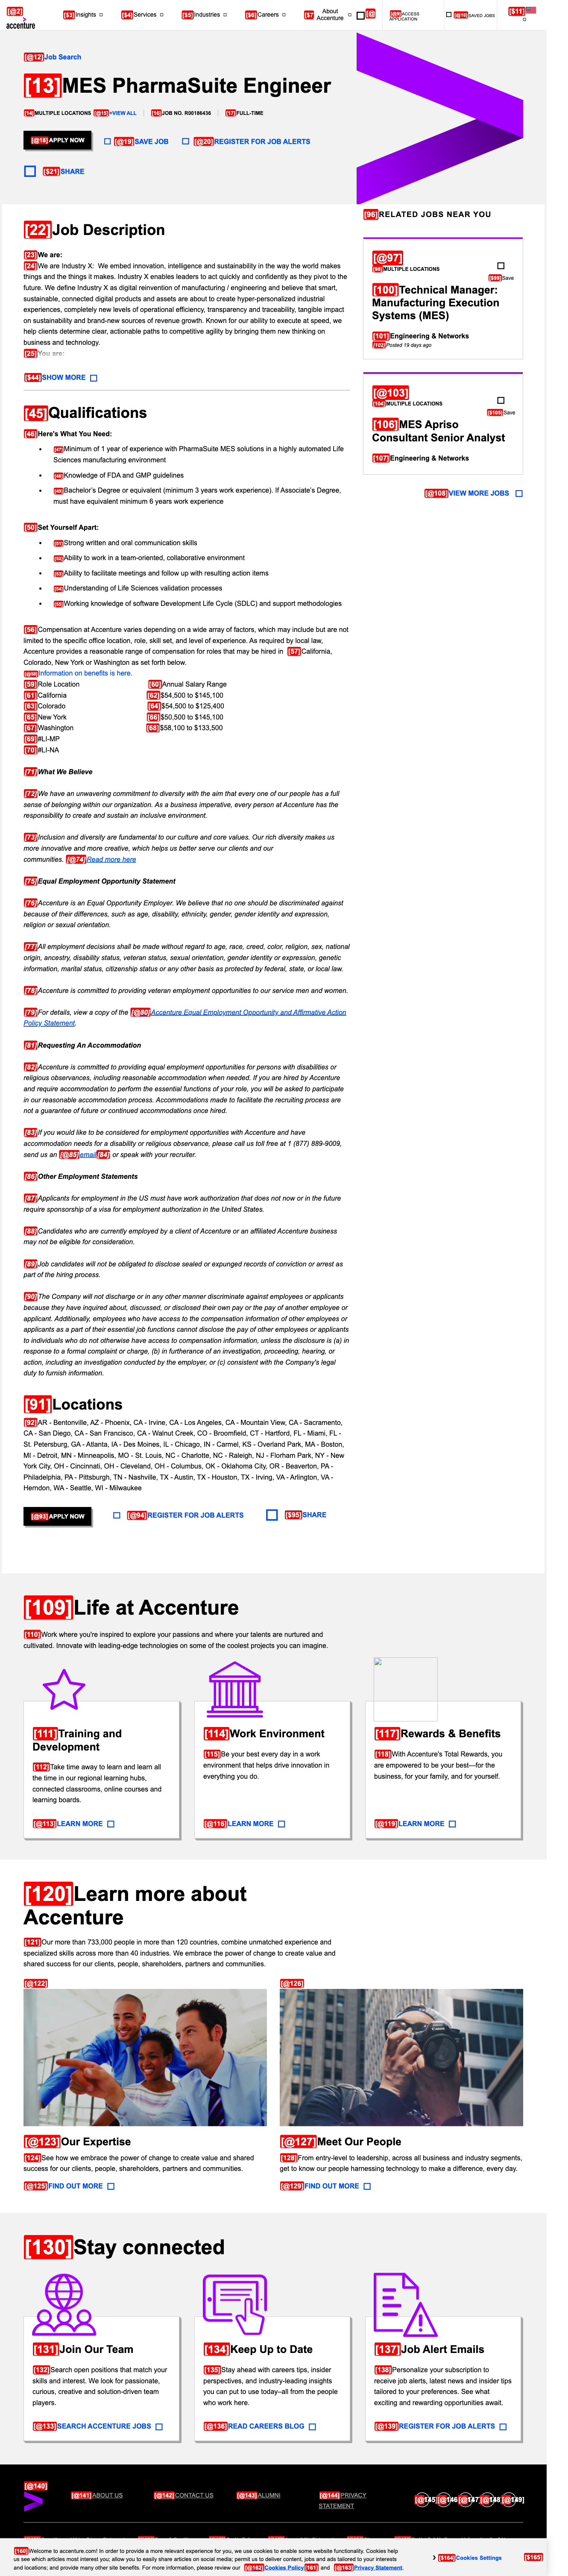 [@2] [$3]Insights [$4]Services [$5]Industries [$6]Careers [$7 About Accenture [@ ACCESS APPLICATION SAVED JOBS [$11]
accenture
[@12]Job Search
[13]MES PharmaSuite Engineer
[14]MULTIPLE LOCATIONS [@15]+VIEW ALL [16]JOB NO. R00186436 [17]FULL-TIME
[@18]APPLY NOW [@19]SAVE JOB [@20]REGISTER FOR JOB ALERTS
[$21]SHARE
[22]Job Description
[23]We are:
[24]We are Industry X: We embed innovation, intelligence and sustainability in the way the world makes
things and the things it makes. Industry X enables leaders to act quickly and confidently as they pivot to the
future. We define Industry X as digital reinvention of manufacturing / engineering and believe that smart,
sustainable, connected digital products and assets are about to create hyper-personalized industrial
experiences, completely new levels of operational efficiency, transparency and traceability, tangible impact
on sustainability and brand-new sources of revenue growth. Known for our ability to execute at speed, we
help clients determine clear, actionable paths to competitive agility by bringing them new thinking on
business and technology.
[25]You are:
[$44]SHOW MORE
[45]Qualifications
[46]Here's What You Need:
[47]Minimum of 1 year of experience with PharmaSuite MES solutions in a highly automated Life
Sciences manufacturing environment
[48]Knowledge of FDA and GMP guidelines
[49]Bachelor's Degree or equivalent (minimum 3 years work experience). If Associate's Degree,
must have equivalent minimum 6 years work experience
[50]Set Yourself Apart:
[51]Strong written and oral communication skills
[52]Ability to work in a team-oriented, collaborative environment
[53]Ability to facilitate meetings and follow up with resulting action items
[54]Understanding of Life Sciences validation processes
[55]Working knowledge of software Development Life Cycle (SDLC) and support methodologies
[56]Compensation at Accenture varies depending on a wide array of factors, which may include but are not
limited to the specific office location, role, skill set, and level of experience. As required by local law,
Accenture provides a reasonable range of compensation for roles that may be hired in [57]California,
Colorado, New York or Washington as set forth below.
[@58]Information on benefits is here.
[59]Role Location [60]Annual Salary Range
[61]California [62]$54,500 to $145,100
[63]Colorado [64]$54,500 to $125,400
[65]New York [66]$50,500 to $145,100
[67]Washington [68]$58,100 to $133,500
[69]#LI-MP
[70]#LI-NA
[71]What We Believe
[72]We have an unwavering commitment to diversity with the aim that every one of our people has a full
sense of belonging within our organization. As a business imperative, every person at Accenture has the
responsibility to create and sustain an inclusive environment.
[73]Inclusion and diversity are fundamental to our culture and core values. Our rich diversity makes us
more innovative and more creative, which helps us better serve our clients and our
communities. [@74]Read more here
[75]Equal Employment Opportunity Statement
[76]Accenture is an Equal Opportunity Employer. We believe that no one should be discriminated against
because of their differences, such as age, disability, ethnicity, gender, gender identity and expression,
religion or sexual orientation.
[77]All employment decisions shall be made without regard to age, race, creed, color, religion, sex, national
origin, ancestry, disability status, veteran status, sexual orientation, gender identity or expression, genetic
information, marital status, citizenship status or any other basis as protected by federal, state, or local law.
[78]Accenture is committed to providing veteran employment opportunities to our service men and women.
[79]For details, view a copy of the [@80]Accenture Equal Employment Opportunity and Affirmative Action
Policy Statement.
[81]Requesting An Accommodation
[82]Accenture is committed to providing equal employment opportunities for persons with disabilities or
religious observances, including reasonable accommodation when needed. If you are hired by Accenture
and require accommodation to perform the essential functions of your role, you will be asked to participate
in our reasonable accommodation process. Accommodations made to facilitate the recruiting process are
not a guarantee of future or continued accommodations once hired.
[83]If you would like to be considered for employment opportunities with Accenture and have
accommodation needs for a disability or religious observance, please call us toll free at 1 (877) 889-9009,
send us an [@85]email[84] or speak with your recruiter.
[86]Other Employment Statements
[87]Applicants for employment in the US must have work authorization that does not now or in the future
require sponsorship of a visa for employment authorization in the United States.
[88]Candidates who are currently employed by a client of Accenture or an affiliated Accenture business
may not be eligible for consideration.
[89]Job candidates will not be obligated to disclose sealed or expunged records of conviction or arrest as
part of the hiring process.
[90]The Company will not discharge or in any other manner discriminate against employees or applicants
because they have inquired about, discussed, or disclosed their own pay or the pay of another employee or
applicant. Additionally, employees who have access to the compensation information of other employees or
applicants as a part of their essential job functions cannot disclose the pay of other employees or applicants
to individuals who do not otherwise have access to compensation information, unless the disclosure is (a) in
response to a formal complaint or charge, (b) in furtherance of an investigation, proceeding, hearing, or
action, including an investigation conducted by the employer, or (c) consistent with the Company's legal
duty to furnish information.
[91]Locations
[92]AR - Bentonville, AZ - Phoenix, CA - Irvine, CA - Los Angeles, CA - Mountain View, CA - Sacramento,
CA - San Diego, CA - San Francisco, CA - Walnut Creek, CO - Broomfield, CT - Hartford, FL - Miami, FL -
St. Petersburg, GA - Atlanta, IA - Des Moines, IL - Chicago, IN - Carmel, KS - Overland Park, MA - Boston,
MI - Detroit, MN - Minneapolis, MO - St. Louis, NC - Charlotte, NC - Raleigh, NJ - Florham Park, NY - New
York City, OH - Cincinnati, OH - Cleveland, OH - Columbus, OK - Oklahoma City, OR - Beaverton, PA -
Philadelphia, PA - Pittsburgh, TN - Nashville, TX - Austin, TX - Houston, TX - Irving, VA - Arlington, VA -
Herndon, WA - Seattle, WI - Milwaukee
[@93]APPLY NOW [@94]REGISTER FOR JOB ALERTS [$95]SHARE
[96]RELATED JOBS NEAR YOU
[@97]
[98]MULTIPLE LOCATIONS
[$99]Save
[100]Technical Manager:
Manufacturing Execution
Systems (MES)
[101]Engineering & Networks
[102]Posted 19 days ago
[@103]
[104]MULTIPLE LOCATIONS
[$105]Save
[106]MES Apriso
Consultant Senior Analyst
[107]Engineering & Networks
[@108]VIEW MORE JOBS
[109]Life at Accenture
[110]Work where you're inspired to explore your passions and where your talents are nurtured and
cultivated. Innovate with leading-edge technologies on some of the coolest projects you can imagine.
[111]Training and
Development
[112]Take time away to learn and learn all
the time in our regional learning hubs,
connected classrooms, online courses and
learning boards.
[@113]LEARN MORE
[114]Work Environment
[115]Be your best every day in a work
environment that helps drive innovation in
everything you do.
[@116]LEARN MORE
[117]Rewards & Benefits
[118]With Accenture's Total Rewards, you
are empowered to be your best—for the
business, for your family, and for yourself.
[@119]LEARN MORE
[120]Learn more about
Accenture
[121]Our more than 733,000 people in more than 120 countries, combine unmatched experience and
specialized skills across more than 40 industries. We embrace the power of change to create value and
shared success for our clients, people, shareholders, partners and communities.
[@122]
[@123]Our Expertise
[124]See how we embrace the power of change to create value and shared
success for our clients, people, shareholders, partners and communities.
[@125]FIND OUT MORE
[@126]
[@127]Meet Our People
[128]From entry-level to leadership, across all business and industry segments,
get to know our people harnessing technology to make a difference, every day.
[@129]FIND OUT MORE
[130]Stay connected
[131]Join Our Team
[132]Search open positions that match your
skills and interest. We look for passionate,
curious, creative and solution-driven team
players.
[@133]SEARCH ACCENTURE JOBS
[134]Keep Up to Date
[135]Stay ahead with careers tips, insider
perspectives, and industry-leading insights
you can put to use today–all from the people
who work here.
[@136]READ CAREERS BLOG
[137]Job Alert Emails
[138]Personalize your subscription to
receive job alerts, latest news and insider tips
tailored to your preferences. See what
exciting and rewarding opportunities await.
[@139]REGISTER FOR JOB ALERTS
[@140]
[@141]ABOUT US [@142]CONTACT US [@143]ALUMNI [@144]PRIVACY STATEMENT [@145] [@146 [@147] [@148 [@149]
[160]Welcome to accenture.com! In order to provide a more relevant experience for you, we use cookies to enable some website functionality. Cookies help
us see which articles most interest you; allow you to easily share articles on social media; permit us to deliver content, jobs and ads tailored to your interests
and locations; and provide many other site benefits. For more information, please review our [@162]Cookies Policy[161] and [@163]Privacy Statement.
[$164]Cookies Settings [$165]